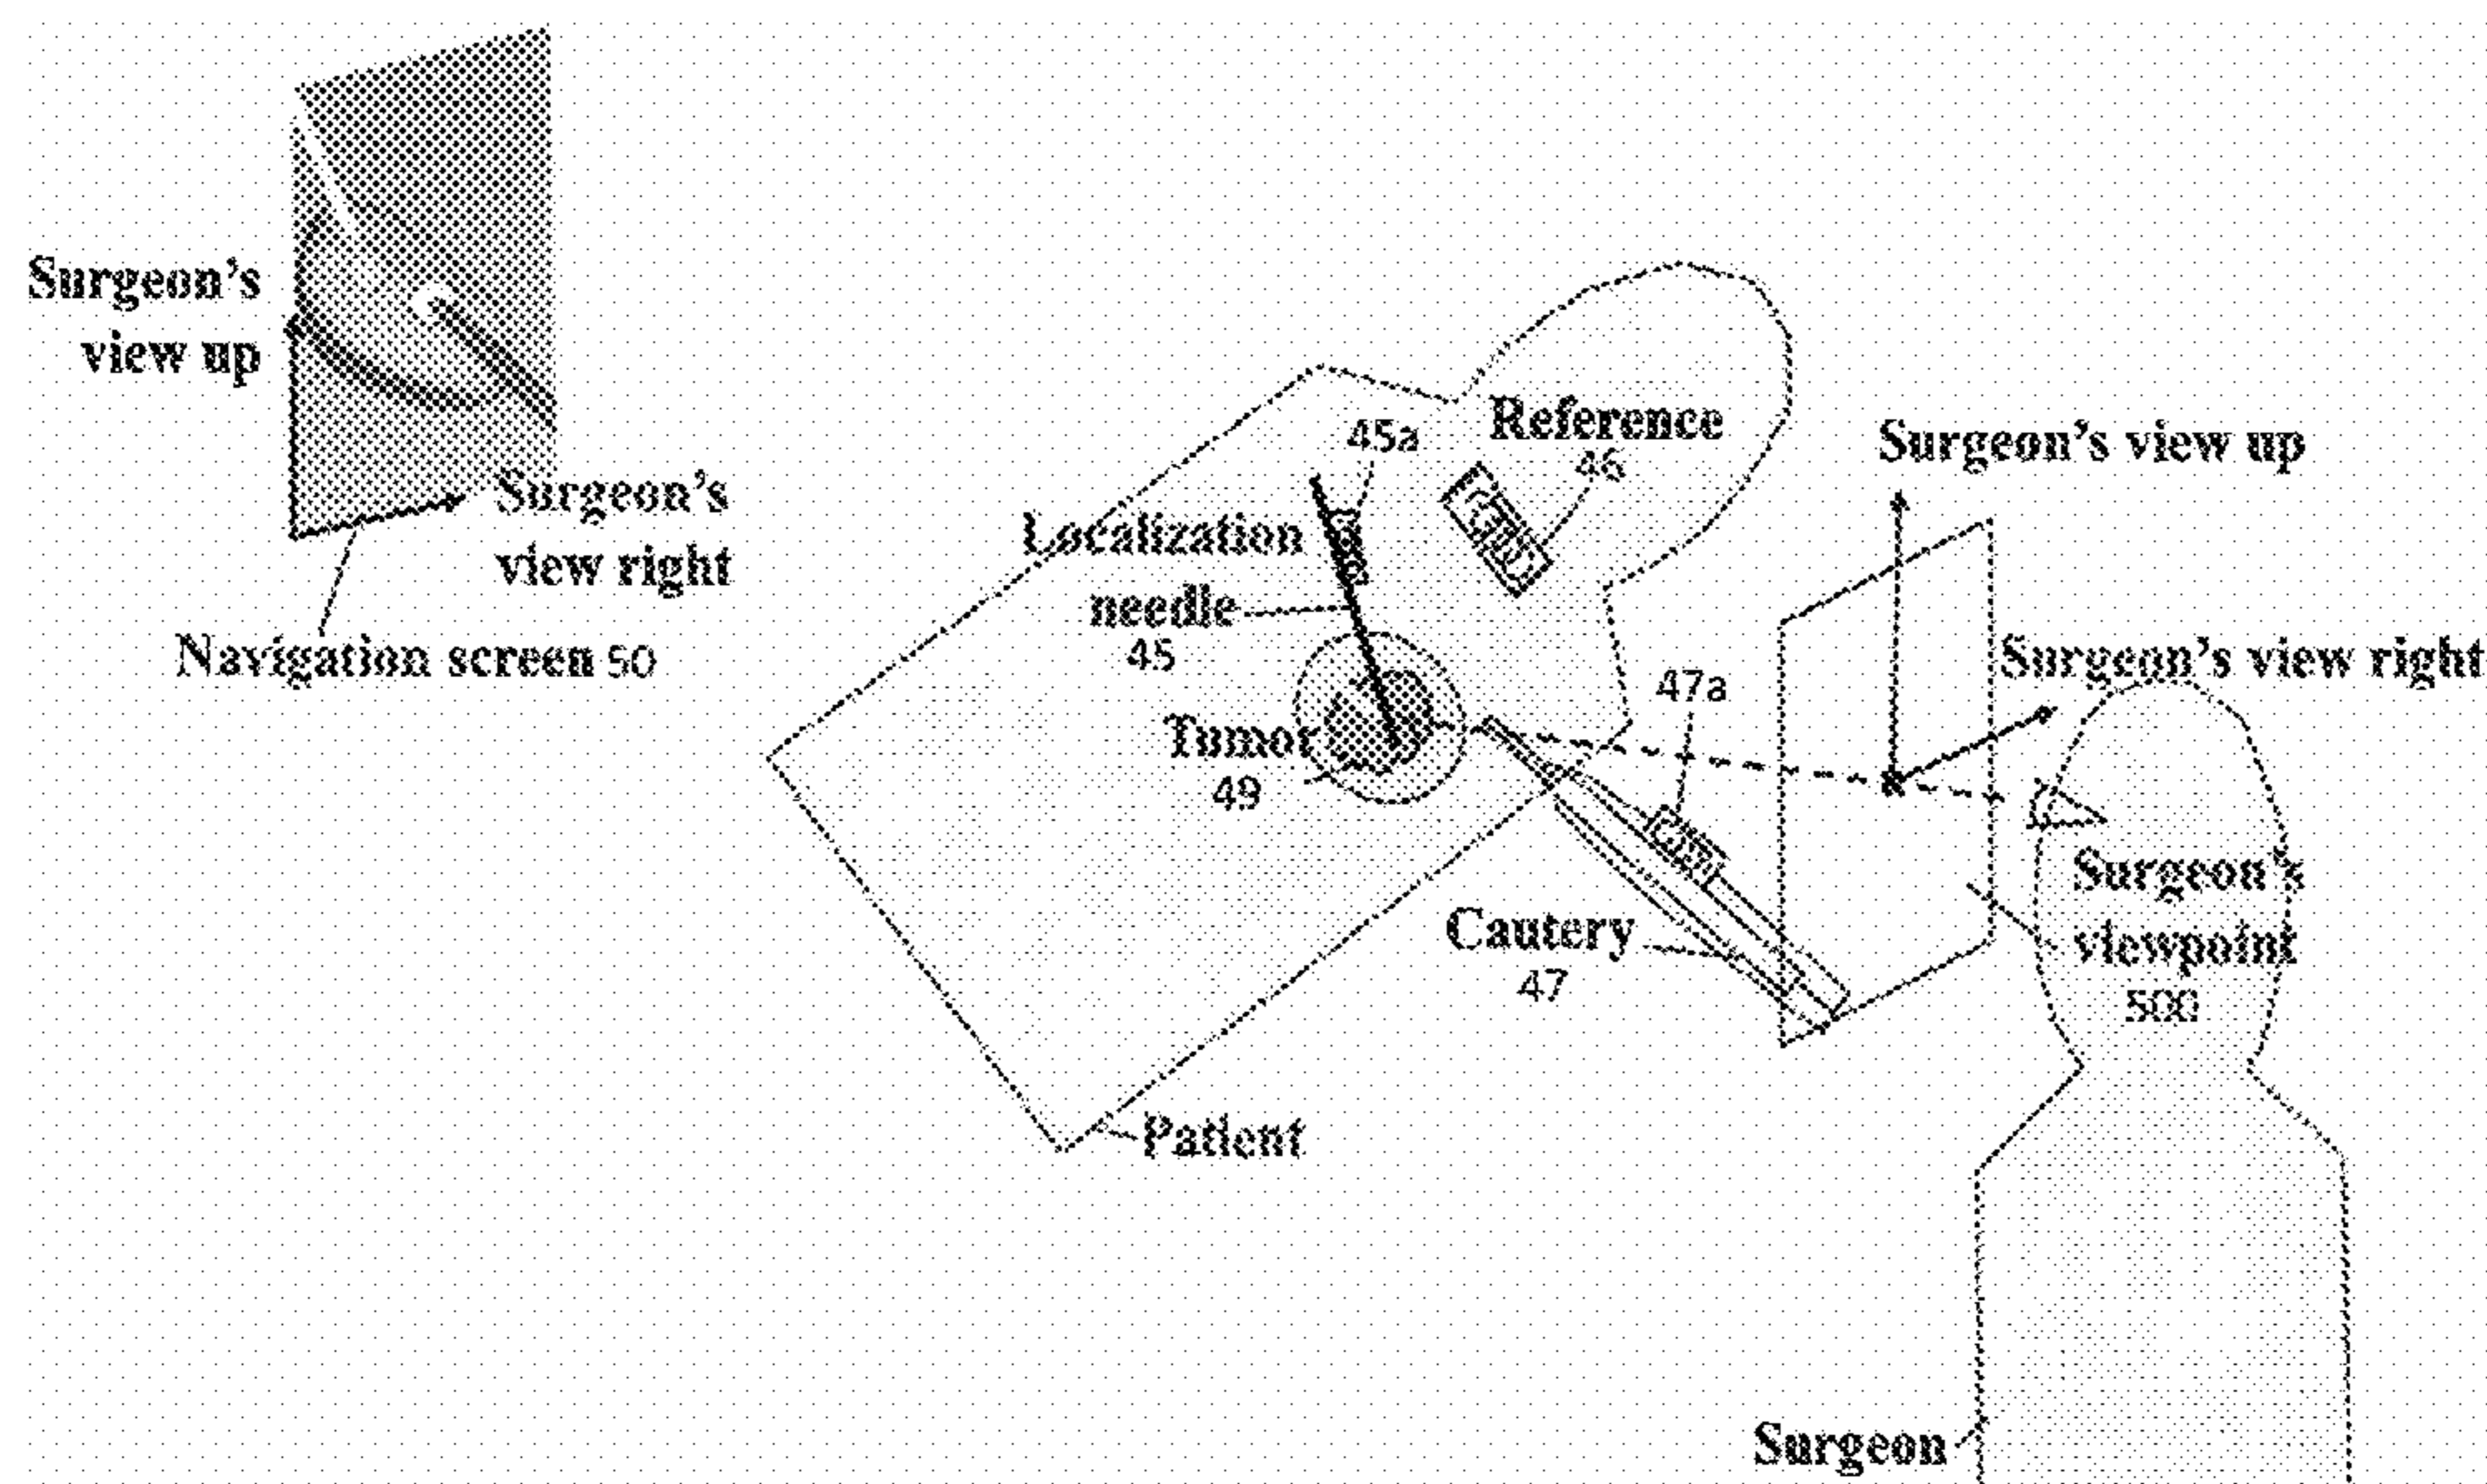 Surgeon's
view up
Surgeon's
view right
Navigation screen 50
45a
Reference
46
Localization
needle
45
Tumor
49
47a
Cautery
47
Patient
Surgeon's view up
Surgeon's view right
Surgeon's
viewpoint
500
Surgeon